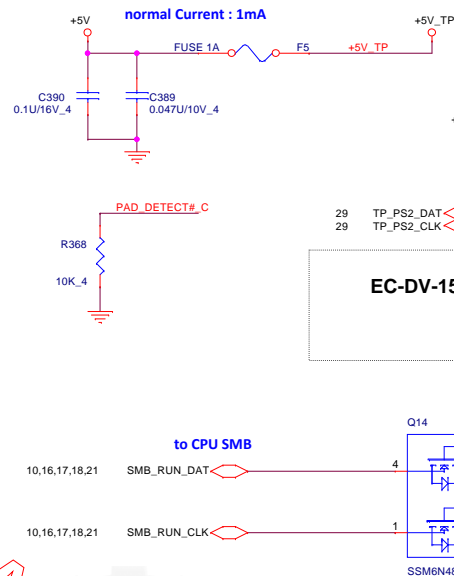 normal Current : 1mA
+5V
+5V_TP
FUSE 1A
F5
+5V_TP
C390
0.1U/16V_4
C389
0.047U/10V_4
PAD_DETECT#_C
R368
10K_4
29 TP_PS2_DAT
29 TP_PS2_CLK
EC-DV-15
Q14
to CPU SMB
10,16,17,18,21 SMB_RUN_DAT
4
10,16,17,18,21 SMB_RUN_CLK
1
SSM6N48